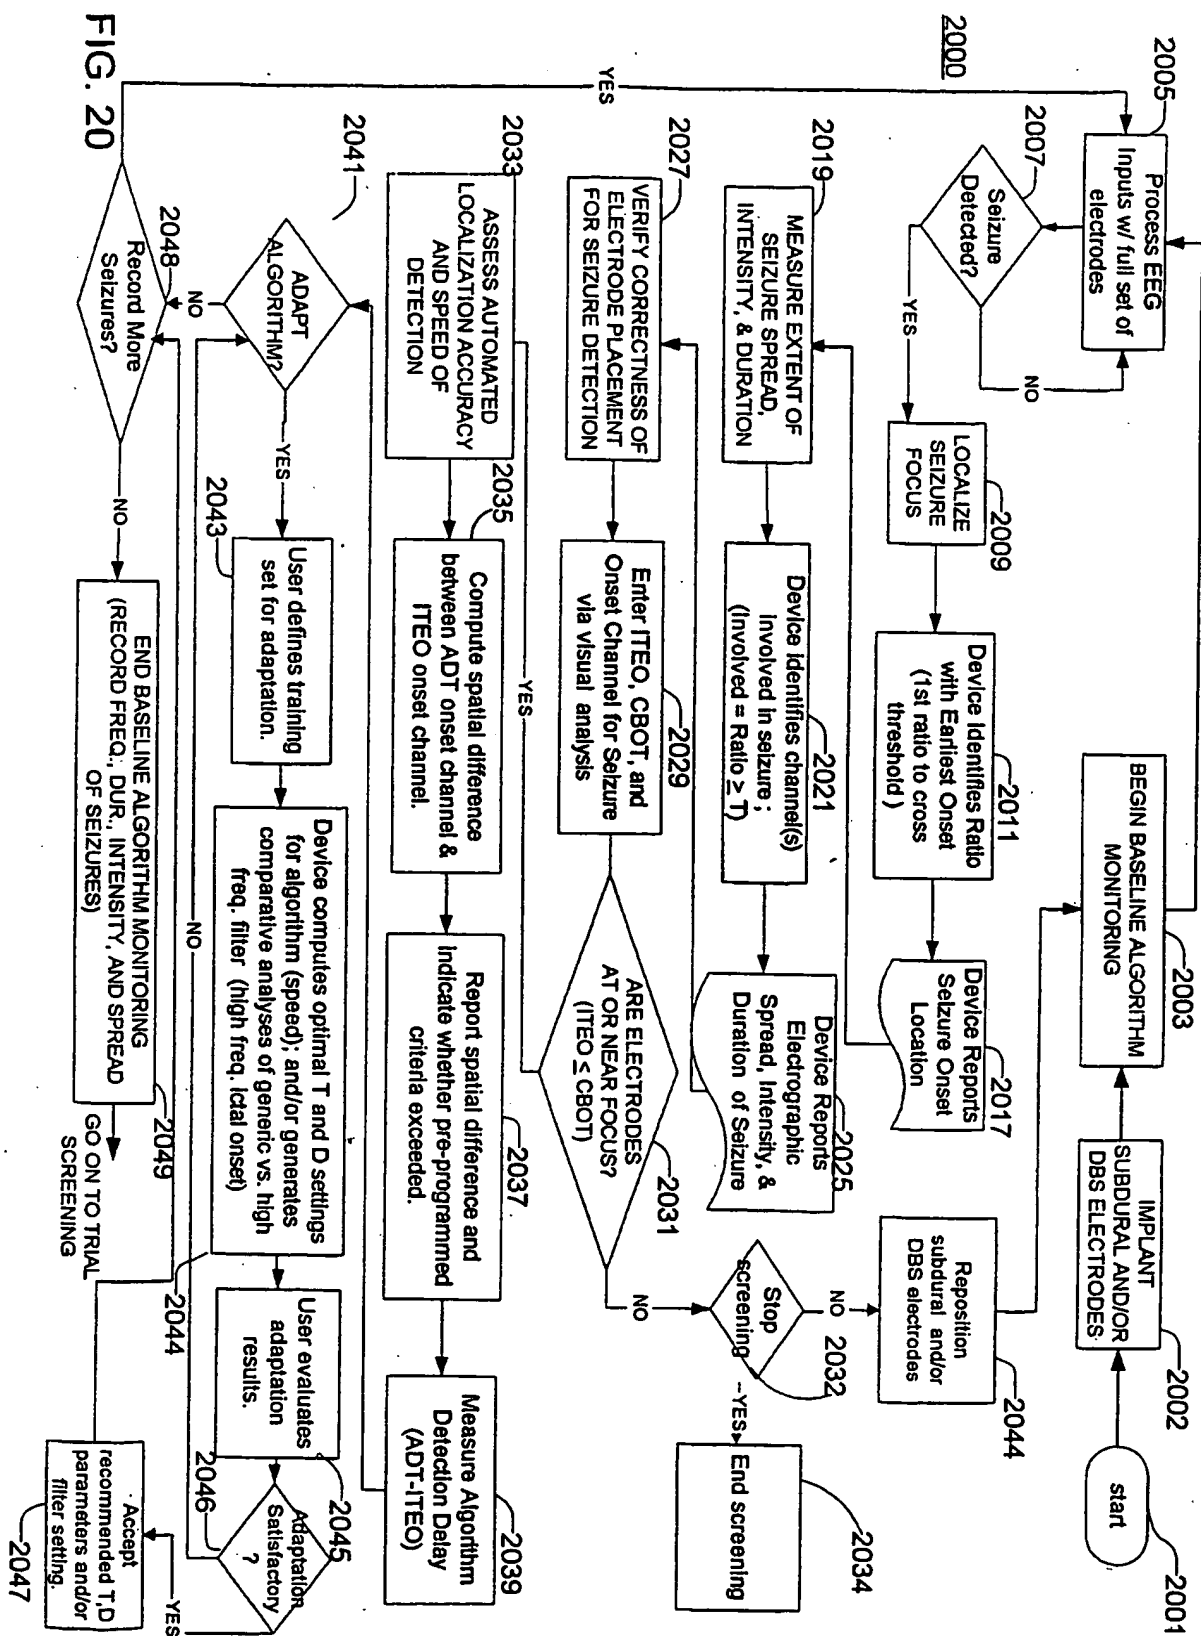 2000
start
2001
IMPLANT
SUBDURAL AND/OR
DBS ELECTRODES
2002
BEGIN BASELINE ALGORITHM
MONITORING
2003
2005
Process EEG
Inputs w/ full set of
electrodes
2007
Seizure
Detected?
NO
YES
LOCALIZE
SEIZURE
FOCUS
2009
Device Identifies Ratio
with Earliest Onset
(1st ratio to cross
threshold )
2011
Device Reports
Seizure Onset
Location
2017
2019
MEASURE EXTENT OF
SEIZURE SPREAD,
INTENSITY, & DURATION
Device identifies channel(s)
involved in seizure ;
(Involved = Ratio ≥ T)
2021
Device Reports
Electrographic
Spread, Intensity, &
Duration of Seizure
2025
2027
VERIFY CORRECTNESS OF
ELECTRODE PLACEMENT
FOR SEIZURE DETECTION
Enter ITEO, CBOT, and
Onset Channel for Seizure
via visual analysis
2029
ARE ELECTRODES
AT OR NEAR FOCUS?
(ITEO ≤ CBOT)
2031
NO
Stop
screening
2032
NO
Reposition
subdural and/or
DBS electrodes
2044
YES
End screening
2034
YES
2033
ASSESS AUTOMATED
LOCALIZATION ACCURACY
AND SPEED OF
DETECTION
2035
Compute spatial difference
between ADT onset channel &
ITEO onset channel.
Report spatial difference and
indicate whether pre-programmed
criteria exceeded.
2037
Measure Algorithm
Detection Delay
(ADT-ITEO)
2039
2041
ADAPT
ALGORITHM?
YES
NO
User defines training
set for adaptation.
2043
Device computes optimal T and D settings
for algorithm (speed); and/or generates
comparative analyses of generic vs. high
freq. filter (high freq. ictal onset)
2044
User evaluates
adaptation
results.
2045
Adaptation
Satisfactory
?
2046
NO
YES
Accept
recommended T,D
parameters and/or
filter setting.
2047
2048
Record More
Seizures?
YES
NO
END BASELINE ALGORITHM MONITORING
(RECORD FREQ., DUR., INTENSITY, AND SPREAD
OF SEIZURES)
2049
GO ON TO TRIAL
SCREENING
FIG. 20